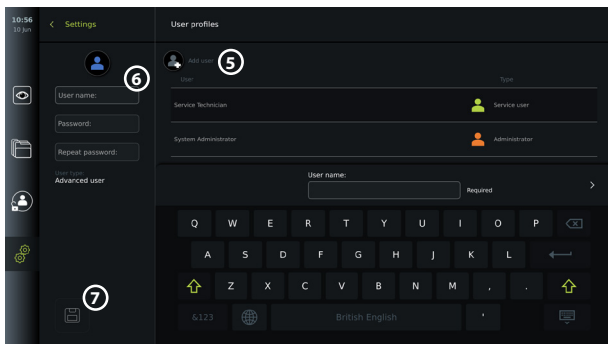 10:56
10 Jun
Settings
User profiles
5
Add user
6
User
Type
User name:
Service Technician
Service user
Password:
System Administrator
Administrator
Repeat password:
User type:
Advanced user
User name:
Required
Q W E R T Y U I O P
A S D F G H J K L
Z X C V B N M , .
7
&123
British English
'